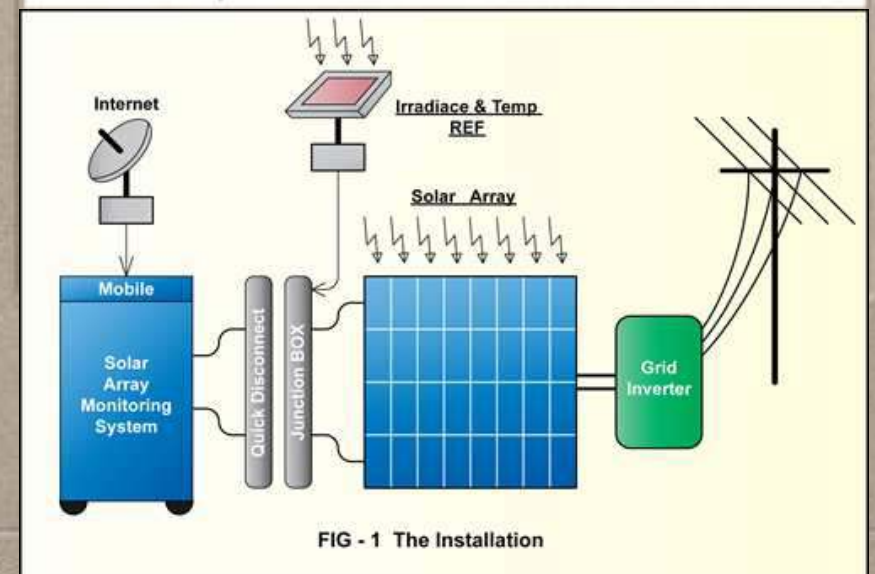 Internet
Irradiace & Temp
REF
Solar Array
Mobile
Solar
Array
Monitoring
System
Quick Disconnect
Junction BOX
Grid
Inverter
FIG - 1 The Installation